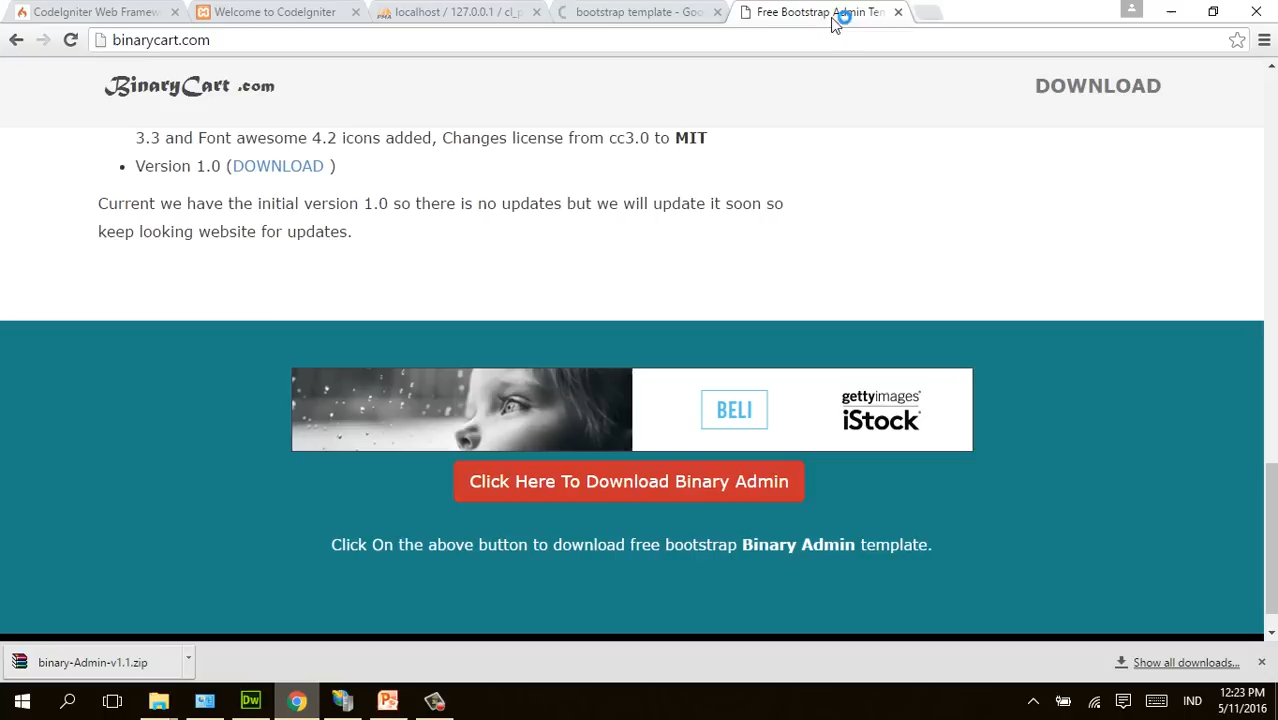 CodeIgniter Web Framew
Welcome to CodeIgniter
localhost / 127.0.0.1 / cl_p
bootstrap template - Goo
Free Bootstrap Admin Ten
binarycart.com
BinaryCart .com
DOWNLOAD
3.3 and Font awesome 4.2 icons added, Changes license from cc3.0 to MIT
• Version 1.0 (DOWNLOAD )
Current we have the initial version 1.0 so there is no updates but we will update it soon so
keep looking website for updates.
BELI
gettyimages®
iStock™
Click Here To Download Binary Admin
Click On the above button to download free bootstrap Binary Admin template.
binary-Admin-v1.1.zip
Show all downloads...
Dw
IND
12:23 PM
5/11/2016